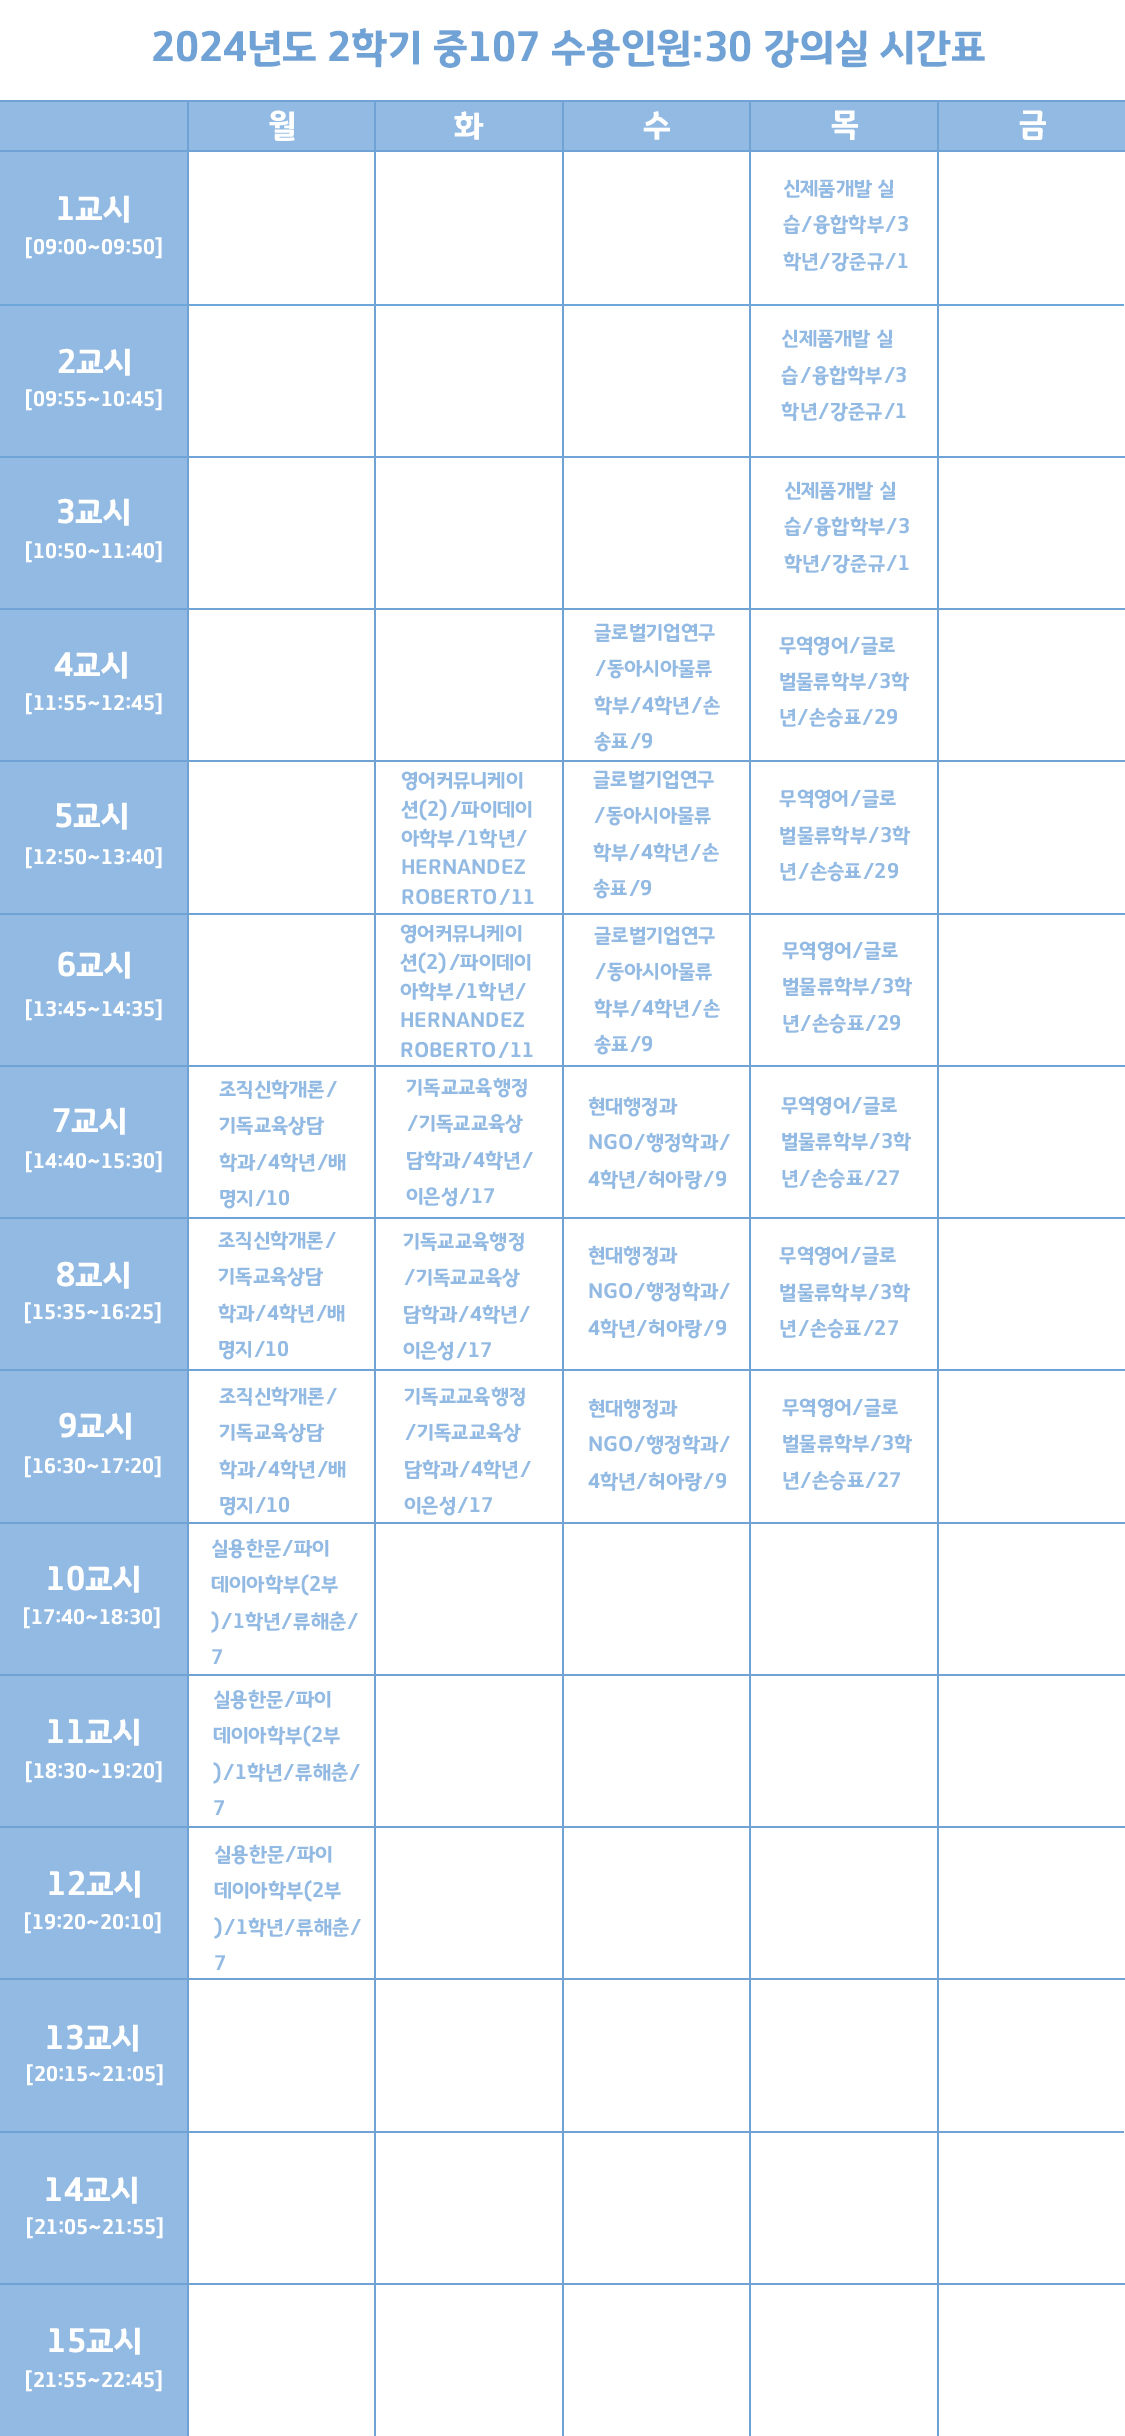 2024년도 2학기 중107 수용인원:30 강의실 시간표
월 화 수 목 금
1교시
[09:00~09:50]
신제품개발 실
습/융합학부/3
학년/강준규/1
2교시
[09:55~10:45]
신제품개발 실
습/융합학부/3
학년/강준규/1
3교시
[10:50~11:40]
신제품개발 실
습/융합학부/3
학년/강준규/1
4교시
[11:55~12:45]
글로벌기업연구
/동아시아물류
학부/4학년/손
송표/9
무역영어/글로
벌물류학부/3학
년/손승표/29
5교시
[12:50~13:40]
영어커뮤니케이
션(2)/파이데이
아학부/1학년/
HERNANDEZ
ROBERTO/11
글로벌기업연구
/동아시아물류
학부/4학년/손
송표/9
무역영어/글로
벌물류학부/3학
년/손승표/29
6교시
[13:45~14:35]
영어커뮤니케이
션(2)/파이데이
아학부/1학년/
HERNANDEZ
ROBERTO/11
글로벌기업연구
/동아시아물류
학부/4학년/손
송표/9
무역영어/글로
벌물류학부/3학
년/손승표/29
7교시
[14:40~15:30]
조직신학개론/
기독교육상담
학과/4학년/배
명지/10
기독교교육행정
/기독교교육상
담학과/4학년/
이은성/17
현대행정과
NGO/행정학과/
4학년/허아랑/9
무역영어/글로
벌물류학부/3학
년/손승표/27
8교시
[15:35~16:25]
조직신학개론/
기독교육상담
학과/4학년/배
명지/10
기독교교육행정
/기독교교육상
담학과/4학년/
이은성/17
현대행정과
NGO/행정학과/
4학년/허아랑/9
무역영어/글로
벌물류학부/3학
년/손승표/27
9교시
[16:30~17:20]
조직신학개론/
기독교육상담
학과/4학년/배
명지/10
기독교교육행정
/기독교교육상
담학과/4학년/
이은성/17
현대행정과
NGO/행정학과/
4학년/허아랑/9
무역영어/글로
벌물류학부/3학
년/손승표/27
10교시
[17:40~18:30]
실용한문/파이
데이아학부(2부
)/1학년/류해춘/
7
11교시
[18:30~19:20]
실용한문/파이
데이아학부(2부
)/1학년/류해춘/
7
12교시
[19:20~20:10]
실용한문/파이
데이아학부(2부
)/1학년/류해춘/
7
13교시
[20:15~21:05]
14교시
[21:05~21:55]
15교시
[21:55~22:45]